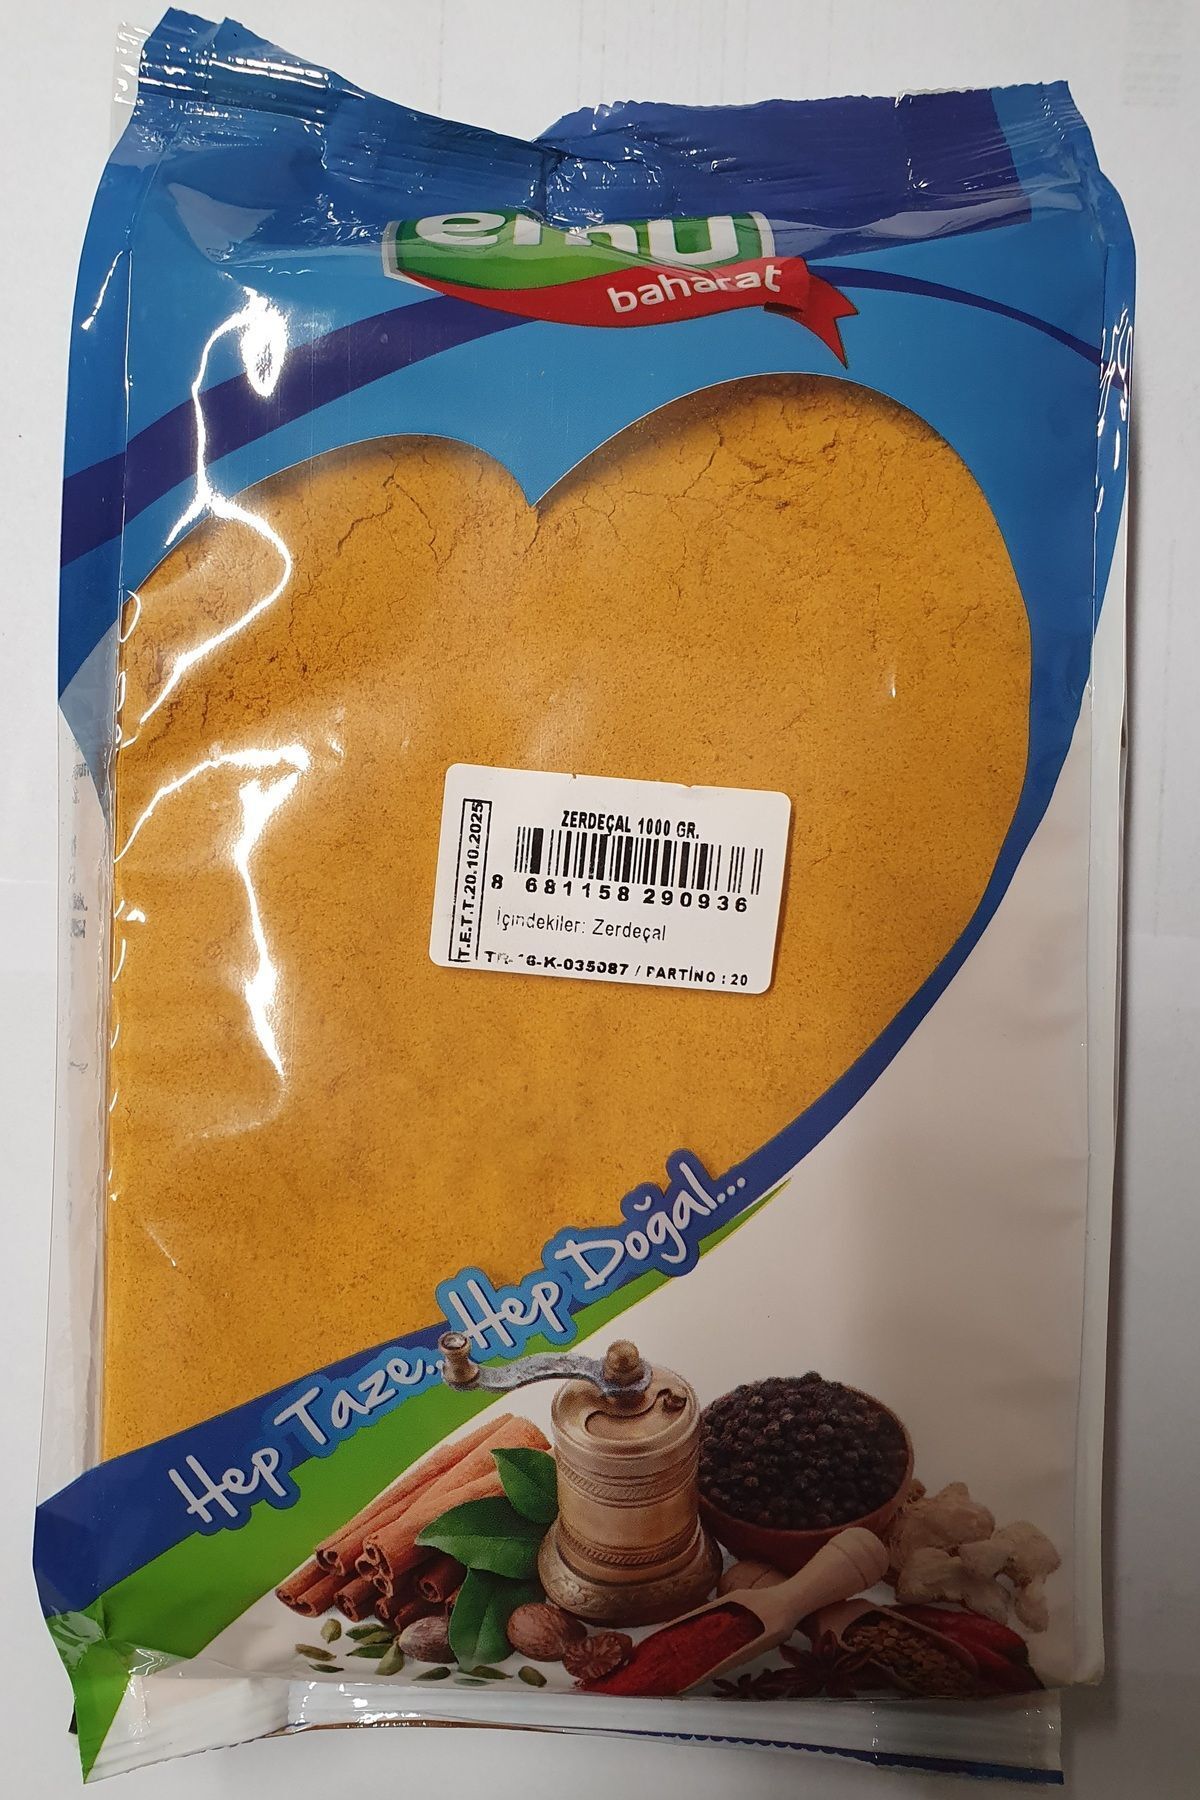 baharat
ZERDEÇAL 1000 GR.
8 681158 290936
İçindekiler: Zerdeçal
/ PARTİNO : 20
T.E.T.T.20.10.2025
Hep Taze...Hep Doğal...